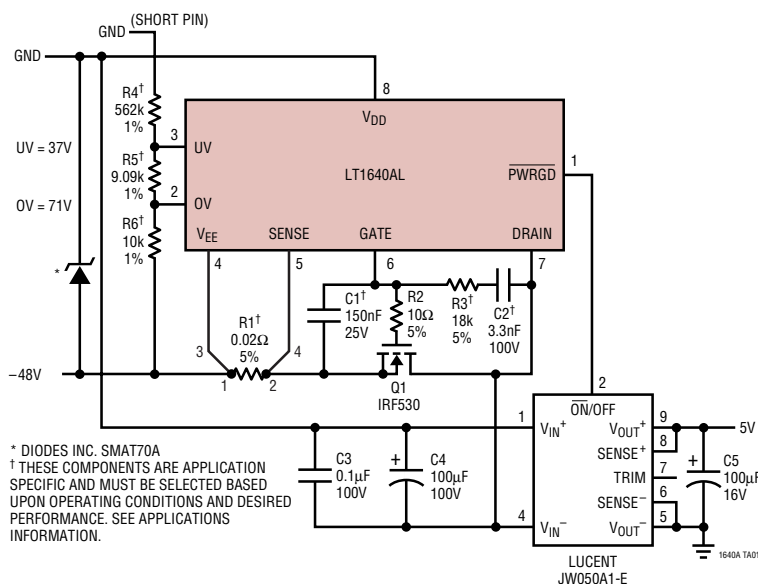 (SHORT PIN)
GND
GND
R4†
562k
1%
UV = 37V
R5†
9.09k
1%
OV = 71V
R6†
10k
1%
*
8
VDD
3
UV
LT1640AL
PWRGD
1
2
OV
VEE
SENSE
GATE
DRAIN
4
5
6
7
C1†
150nF
25V
R2
10Ω
5%
R3†
18k
5%
C2†
3.3nF
100V
R1†
0.02Ω
5%
3
4
–48V
1
2
Q1
IRF530
2
ON/OFF
1
VIN+
VOUT+
9
5V
SENSE+
8
TRIM
7
SENSE–
6
4
VIN–
VOUT–
5
C3
0.1µF
100V
+
C4
100µF
100V
+
C5
100µF
16V
LUCENT
JW050A1-E
1640A TA01
* DIODES INC. SMAT70A
† THESE COMPONENTS ARE APPLICATION
SPECIFIC AND MUST BE SELECTED BASED
UPON OPERATING CONDITIONS AND DESIRED
PERFORMANCE. SEE APPLICATIONS
INFORMATION.